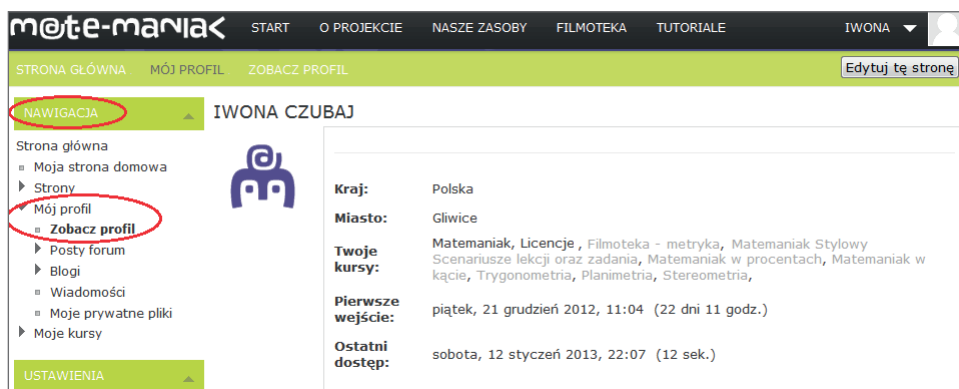 m@t-e-maniak START O PROJEKCIE NASZE ZASOBY FILMOTEKA TUTORIALE IWONA
STRONA GŁÓWNA MÓJ PROFIL ZOBACZ PROFIL Edytuj tę stronę
NAWIGACJA
Strona główna
Moja strona domowa
Strony
Mój profil
Zobacz profil
Posty forum
Blogi
Wiadomości
Moje prywatne pliki
Moje kursy
USTAWIENIA
IWONA CZUBAJ
Kraj: Polska
Miasto: Gliwice
Twoje kursy: Matemaniak, Licencje , Filmoteka - metryka, Matemaniak Stylowy
Scenariusze lekcji oraz zadania, Matemaniak w procentach, Matemaniak w
kącie, Trygonometria, Planimetria, Stereometria,
Pierwsze wejście: piątek, 21 grudzień 2012, 11:04 (22 dni 11 godz.)
Ostatni dostęp: sobota, 12 styczeń 2013, 22:07 (12 sek.)